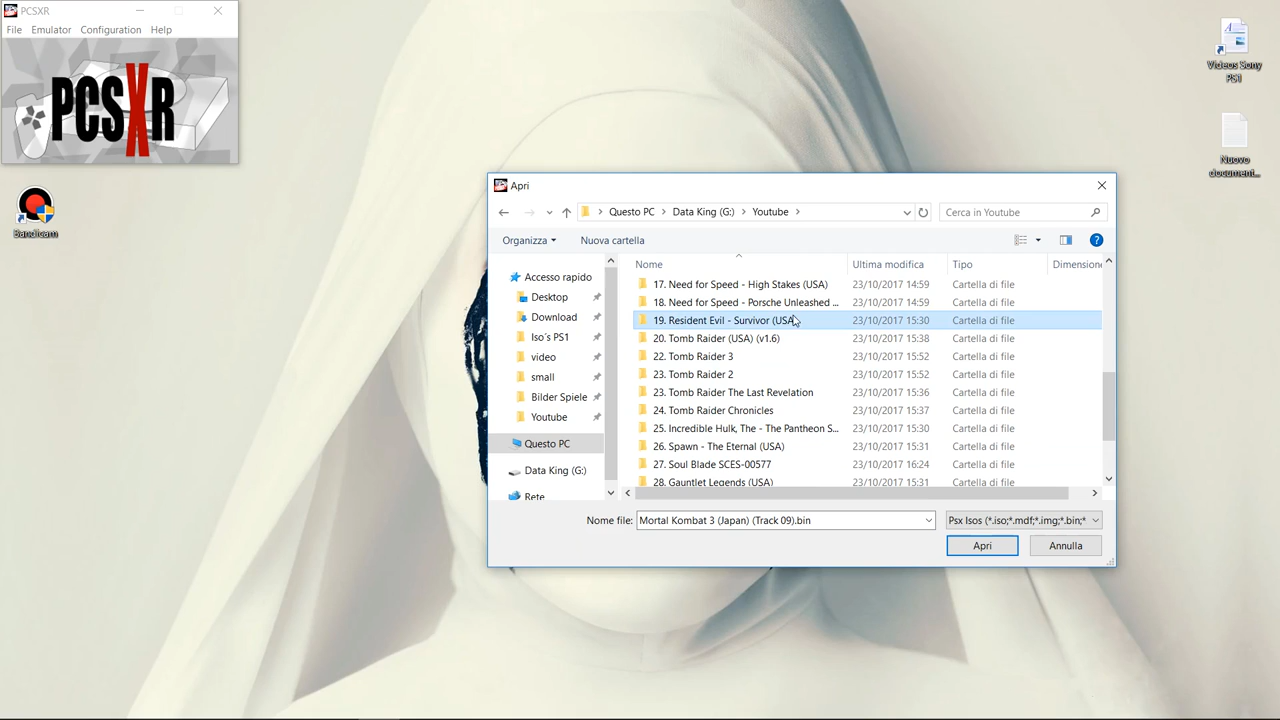 PCSXR
File Emulator Configuration Help
PCSXR
Bandicam
Videos Sony
PS1
Nuovo
document...
Apri
Questo PC > Data King (G:) > Youtube >
Cerca in Youtube
Organizza Nuova cartella
Accesso rapido
Desktop
Download
Iso´s PS1
video
small
Bilder Spiele
Youtube
Questo PC
Data King (G:)
Rete
Nome Ultima modifica Tipo Dimensione
17. Need for Speed - High Stakes (USA) 23/10/2017 14:59 Cartella di file
18. Need for Speed - Porsche Unleashed ... 23/10/2017 14:59 Cartella di file
19. Resident Evil - Survivor (USA) 23/10/2017 15:30 Cartella di file
20. Tomb Raider (USA) (v1.6) 23/10/2017 15:38 Cartella di file
22. Tomb Raider 3 23/10/2017 15:52 Cartella di file
23. Tomb Raider 2 23/10/2017 15:52 Cartella di file
23. Tomb Raider The Last Revelation 23/10/2017 15:36 Cartella di file
24. Tomb Raider Chronicles 23/10/2017 15:37 Cartella di file
25. Incredible Hulk, The - The Pantheon S... 23/10/2017 15:30 Cartella di file
26. Spawn - The Eternal (USA) 23/10/2017 15:31 Cartella di file
27. Soul Blade SCES-00577 23/10/2017 16:24 Cartella di file
28. Gauntlet Legends (USA) 23/10/2017 15:31 Cartella di file
Nome file: Mortal Kombat 3 (Japan) (Track 09).bin Psx Isos (*.iso;*.mdf;*.img;*.bin;*
Apri Annulla